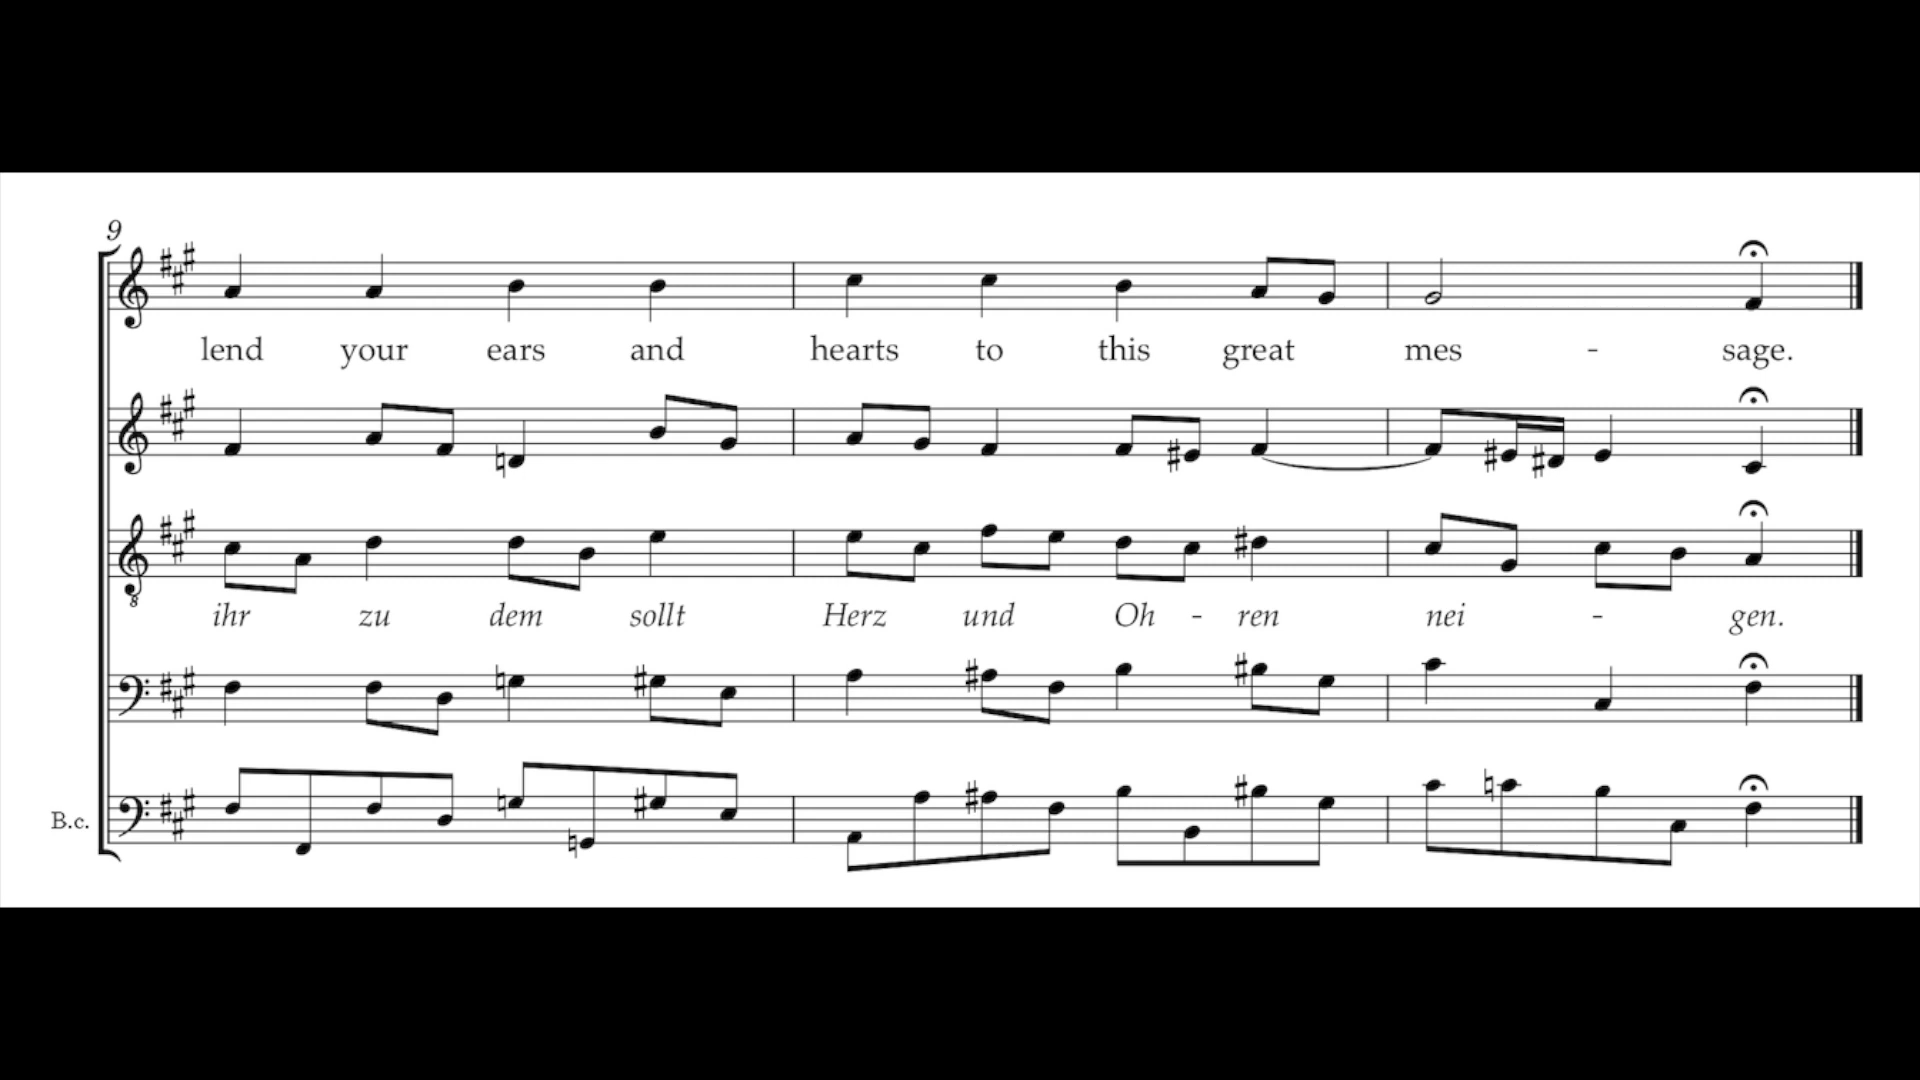 9
lend your ears and hearts to this great mes - sage.
8
ihr zu dem sollt Herz und Oh - ren nei - gen.
B.c.